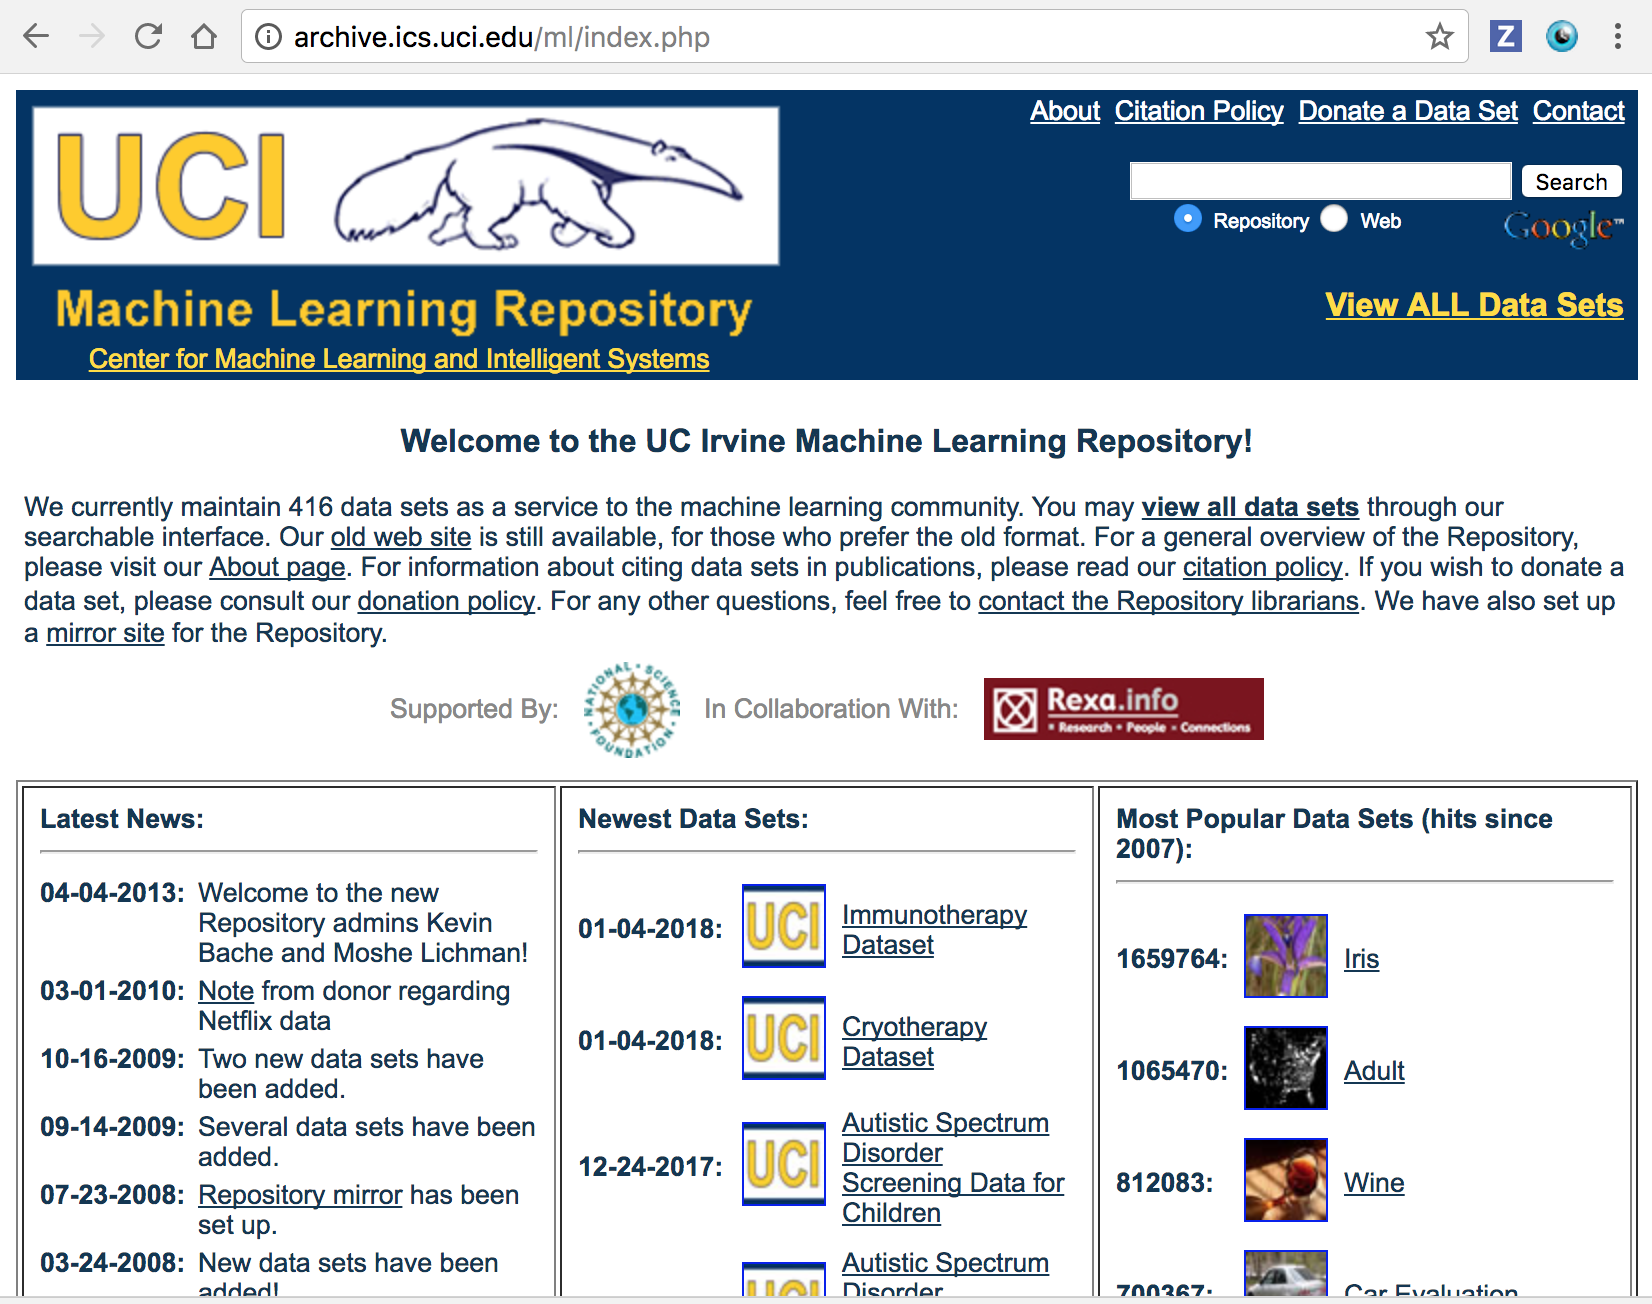 archive.ics.uci.edu/ml/index.php
Z
UCI
About Citation Policy Donate a Data Set Contact
Search
Repository Web
Google™
Machine Learning Repository
View ALL Data Sets
Center for Machine Learning and Intelligent Systems
Welcome to the UC Irvine Machine Learning Repository!
We currently maintain 416 data sets as a service to the machine learning community. You may view all data sets through our
searchable interface. Our old web site is still available, for those who prefer the old format. For a general overview of the Repository,
please visit our About page. For information about citing data sets in publications, please read our citation policy. If you wish to donate a
data set, please consult our donation policy. For any other questions, feel free to contact the Repository librarians. We have also set up
a mirror site for the Repository.
Supported By:
NATIONAL SCIENCE FOUNDATION
In Collaboration With:
Rexa.info
Research • People • Connections
Latest News:
04-04-2013: Welcome to the new
Repository admins Kevin
Bache and Moshe Lichman!
03-01-2010: Note from donor regarding
Netflix data
10-16-2009: Two new data sets have
been added.
09-14-2009: Several data sets have been
added.
07-23-2008: Repository mirror has been
set up.
03-24-2008: New data sets have been
added!
Newest Data Sets:
01-04-2018: UCI Immunotherapy
Dataset
01-04-2018: UCI Cryotherapy
Dataset
12-24-2017: UCI Autistic Spectrum
Disorder
Screening Data for
Children
UCI Autistic Spectrum
Disorder
Most Popular Data Sets (hits since
2007):
1659764: Iris
1065470: Adult
812083: Wine
700367: Car Evaluation